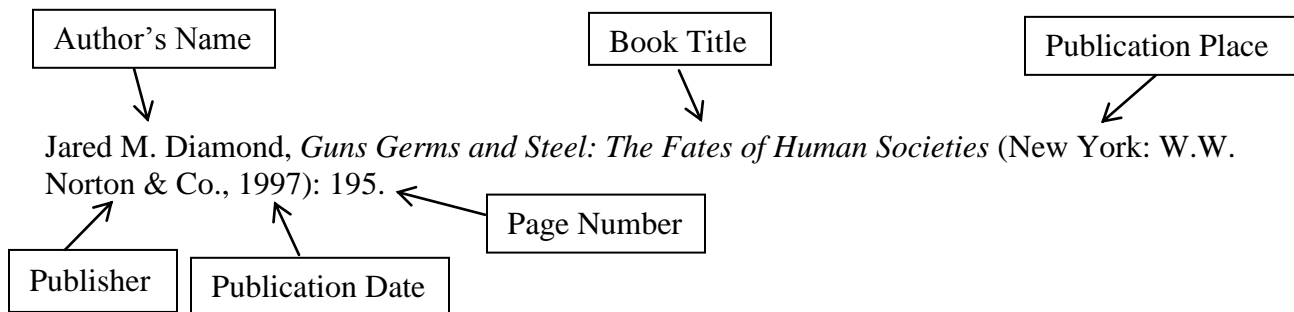 Author’s Name
Book Title
Publication Place
Jared M. Diamond, Guns Germs and Steel: The Fates of Human Societies (New York: W.W.
Norton & Co., 1997): 195.
Page Number
Publisher
Publication Date